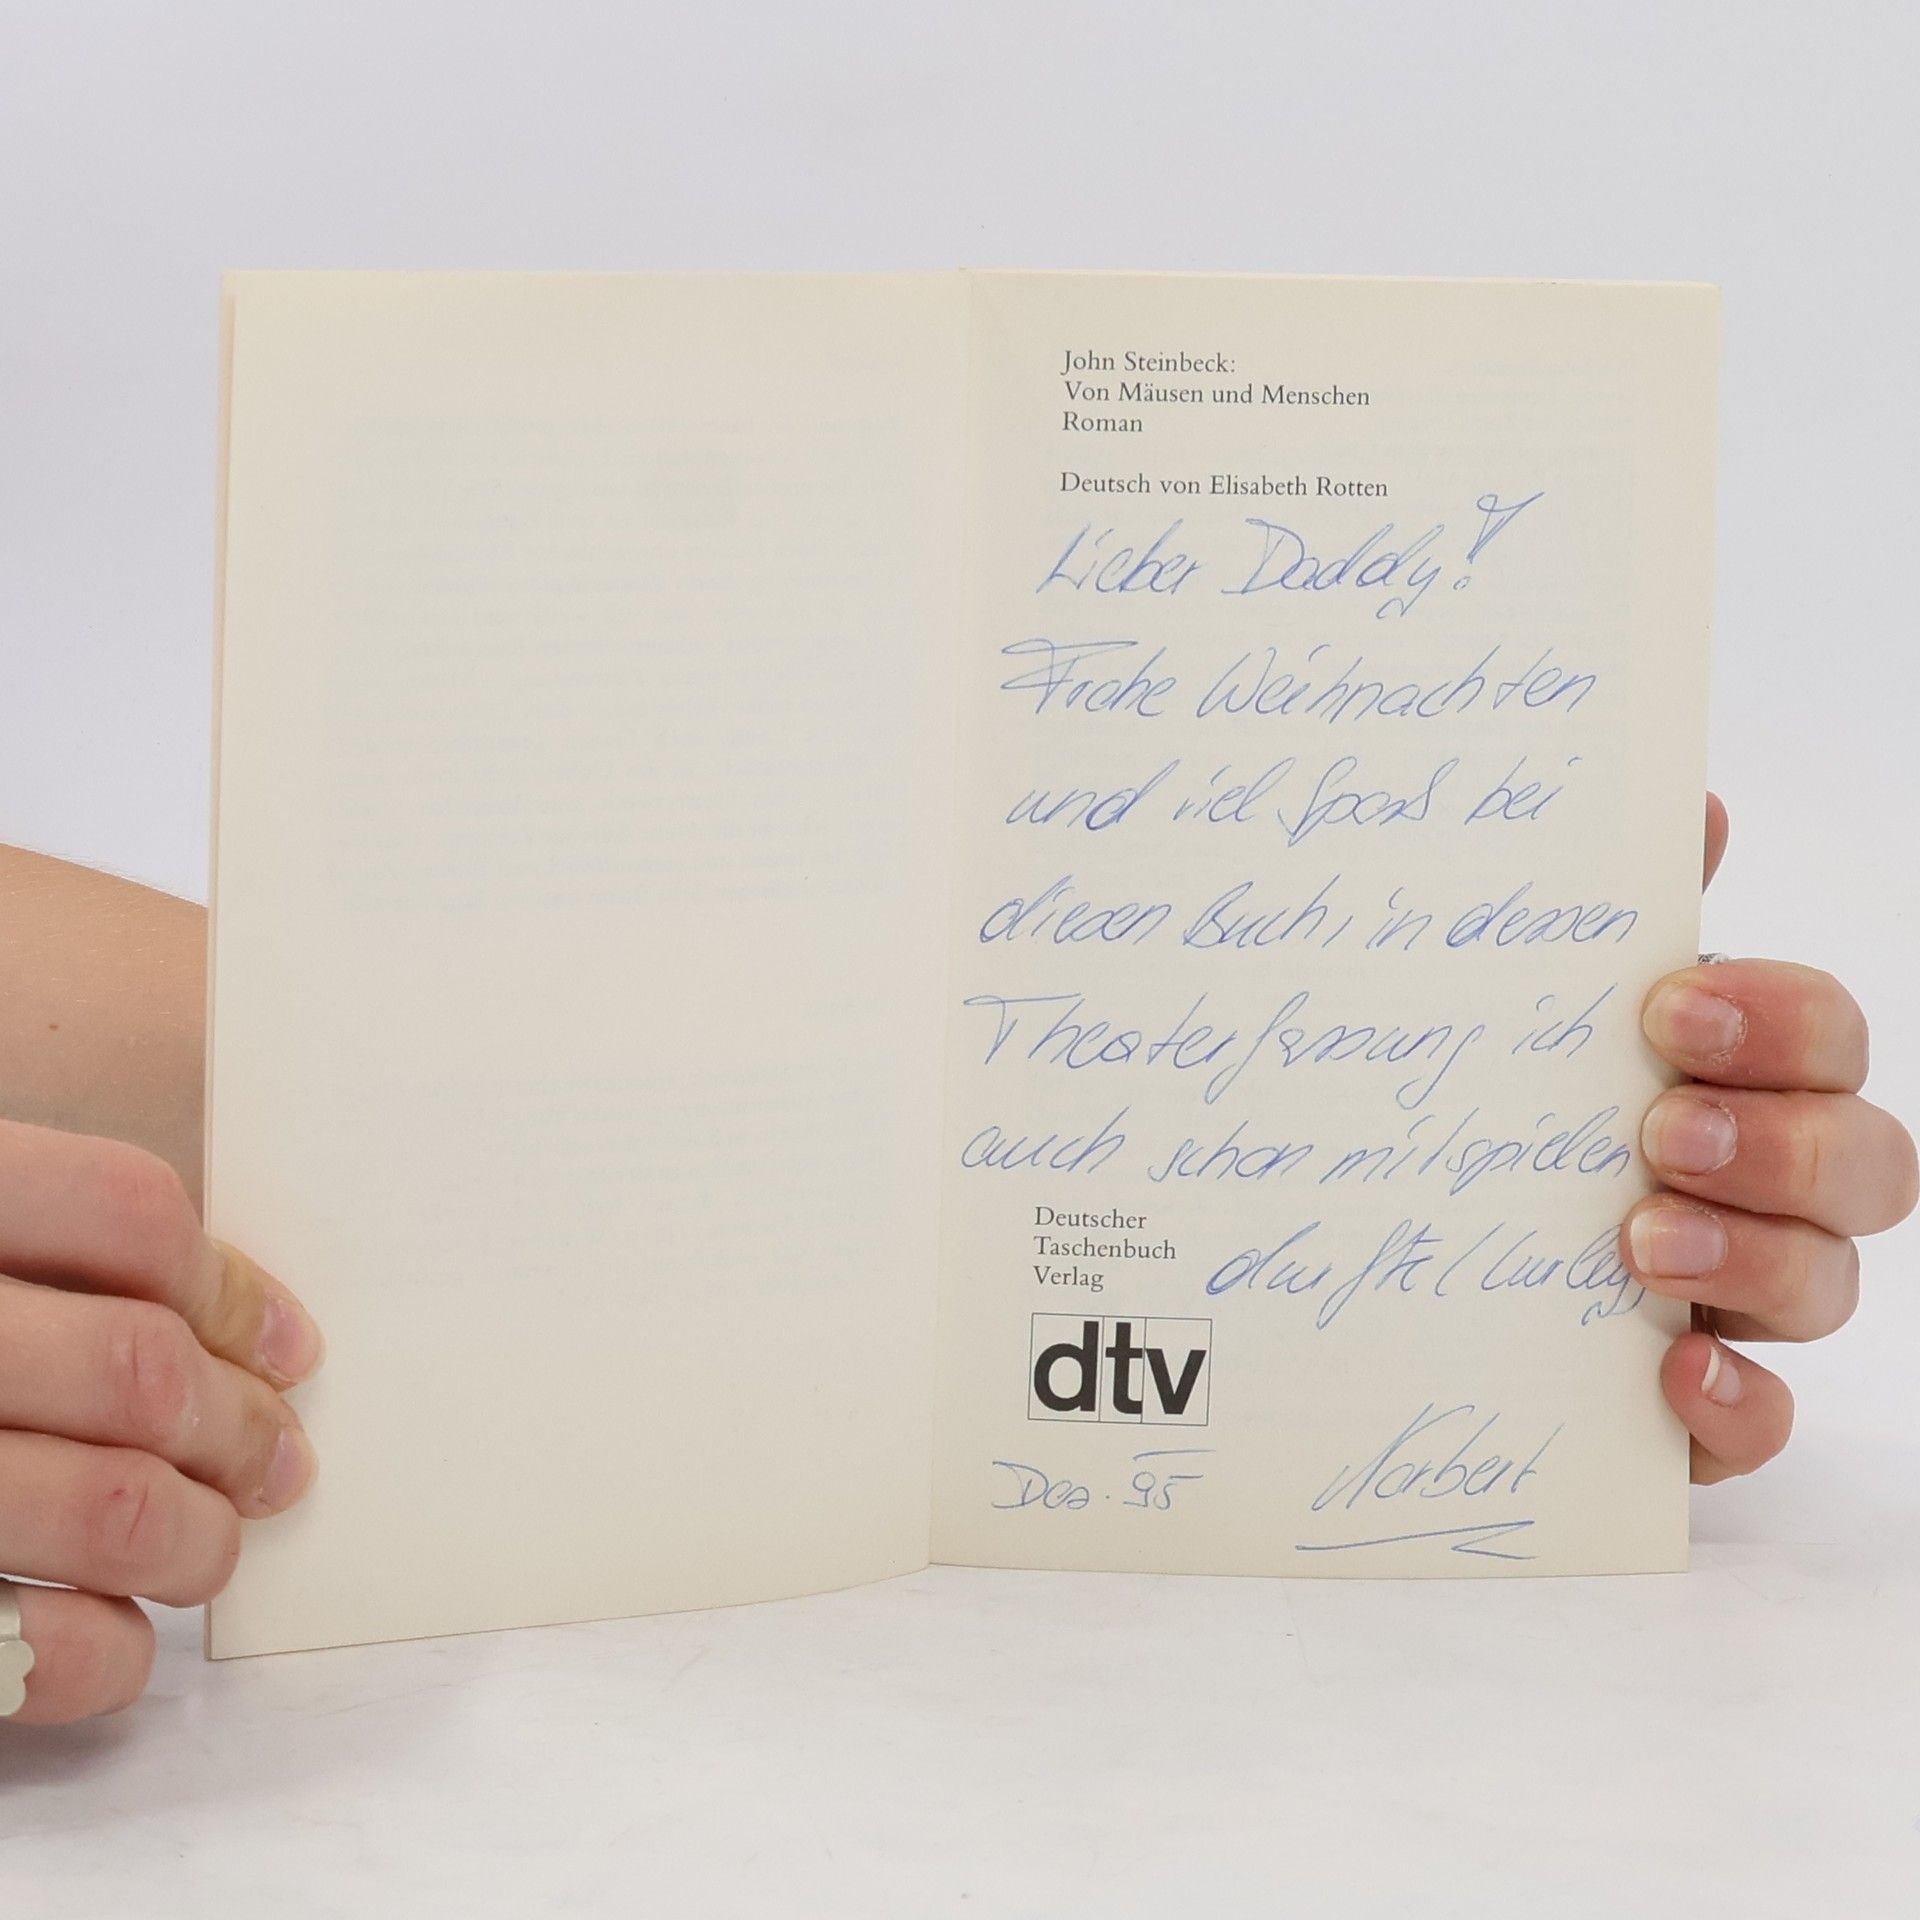 John Steinbeck:
Von Mäusen und Menschen
Roman
Deutsch von Elisabeth Rotten
Lieber Daddy!
Frohe Weihnachten
und viel Spaß bei
diesen Buch, in dessen
Theaterfassung ich
auch schon mitspielen
durfte (Curley)
Deutscher
Taschenbuch
Verlag
dtv
Dez. 95
Norbert